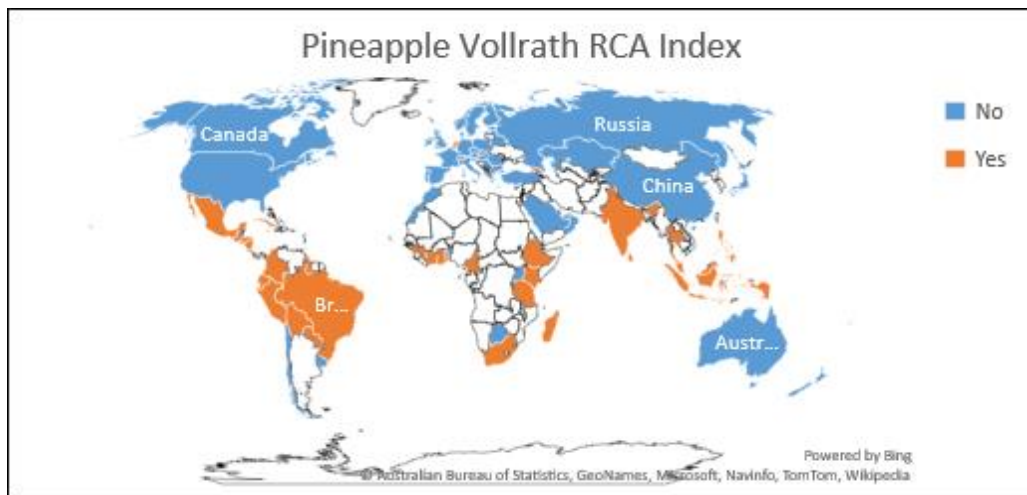 Pineapple Vollrath RCA Index
No
Yes
Canada
Russia
China
Br...
Austr...
Powered by Bing
© Australian Bureau of Statistics, GeoNames, Microsoft, Navinfo, TomTom, Wikipedia